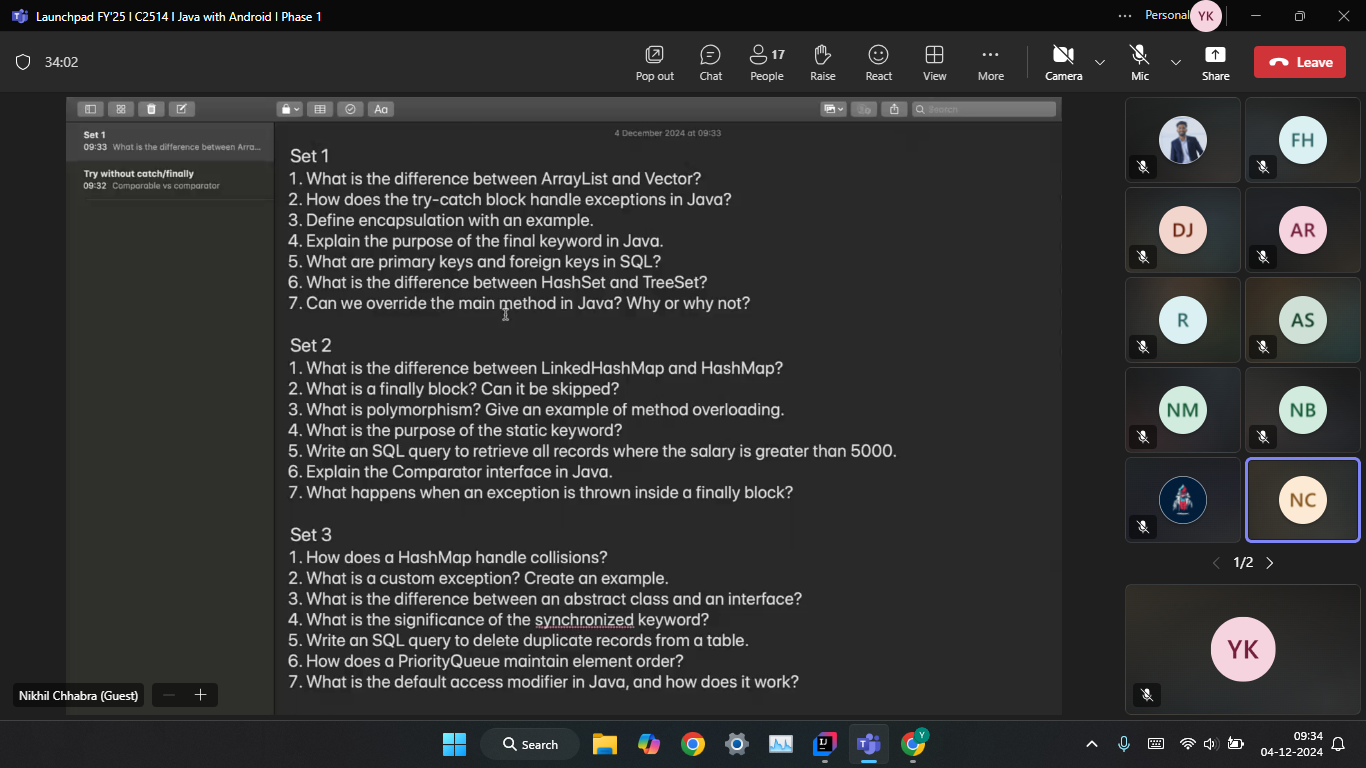 Launchpad FY'25 | C2514 | Java with Android | Phase 1
Personal
YK
34:02
Pop out
Chat
17
People
Raise
React
View
More
Camera
Mic
Share
Leave
Aa
Search
Set 1
09:33 What is the difference between Arra...
Try without catch/finally
09:32 Comparable vs comparator
4 December 2024 at 09:33
Set 1
1. What is the difference between ArrayList and Vector?
2. How does the try-catch block handle exceptions in Java?
3. Define encapsulation with an example.
4. Explain the purpose of the final keyword in Java.
5. What are primary keys and foreign keys in SQL?
6. What is the difference between HashSet and TreeSet?
7. Can we override the main method in Java? Why or why not?
Set 2
1. What is the difference between LinkedHashMap and HashMap?
2. What is a finally block? Can it be skipped?
3. What is polymorphism? Give an example of method overloading.
4. What is the purpose of the static keyword?
5. Write an SQL query to retrieve all records where the salary is greater than 5000.
6. Explain the Comparator interface in Java.
7. What happens when an exception is thrown inside a finally block?
Set 3
1. How does a HashMap handle collisions?
2. What is a custom exception? Create an example.
3. What is the difference between an abstract class and an interface?
4. What is the significance of the synchronized keyword?
5. Write an SQL query to delete duplicate records from a table.
6. How does a PriorityQueue maintain element order?
7. What is the default access modifier in Java, and how does it work?
FH
DJ
AR
R
AS
NM
NB
NC
1/2
YK
Nikhil Chhabra (Guest)
Search
Y
09:34
04-12-2024